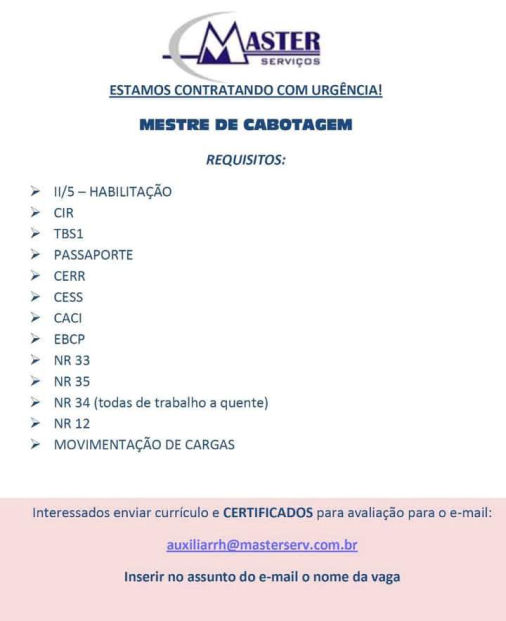 MASTER
SERVIÇOS
ESTAMOS CONTRATANDO COM URGÊNCIA!
MESTRE DE CABOTAGEM
REQUISITOS:
➢ II/5 – HABILITAÇÃO
➢ CIR
➢ TBS1
➢ PASSAPORTE
➢ CERR
➢ CESS
➢ CACI
➢ EBCP
➢ NR 33
➢ NR 35
➢ NR 34 (todas de trabalho a quente)
➢ NR 12
➢ MOVIMENTAÇÃO DE CARGAS
Interessados enviar currículo e CERTIFICADOS para avaliação para o e-mail:
auxiliarrh@masterserv.com.br
Inserir no assunto do e-mail o nome da vaga